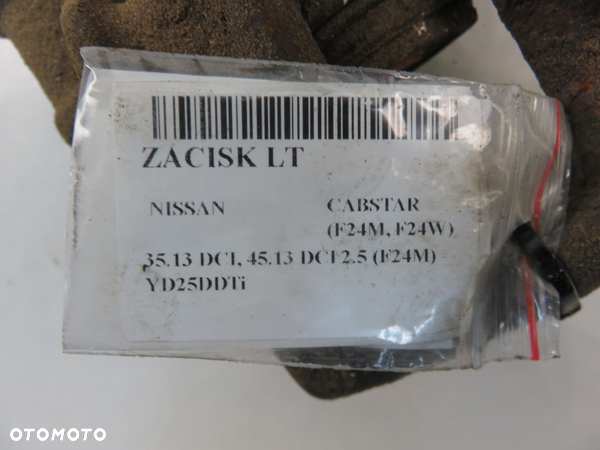 ZACISK LT
NISSAN CABSTAR
(F24M, F24W)
35.13 DCI, 45.13 DCI 2.5 (F24M)
YD25DDTi
OTOMOTO